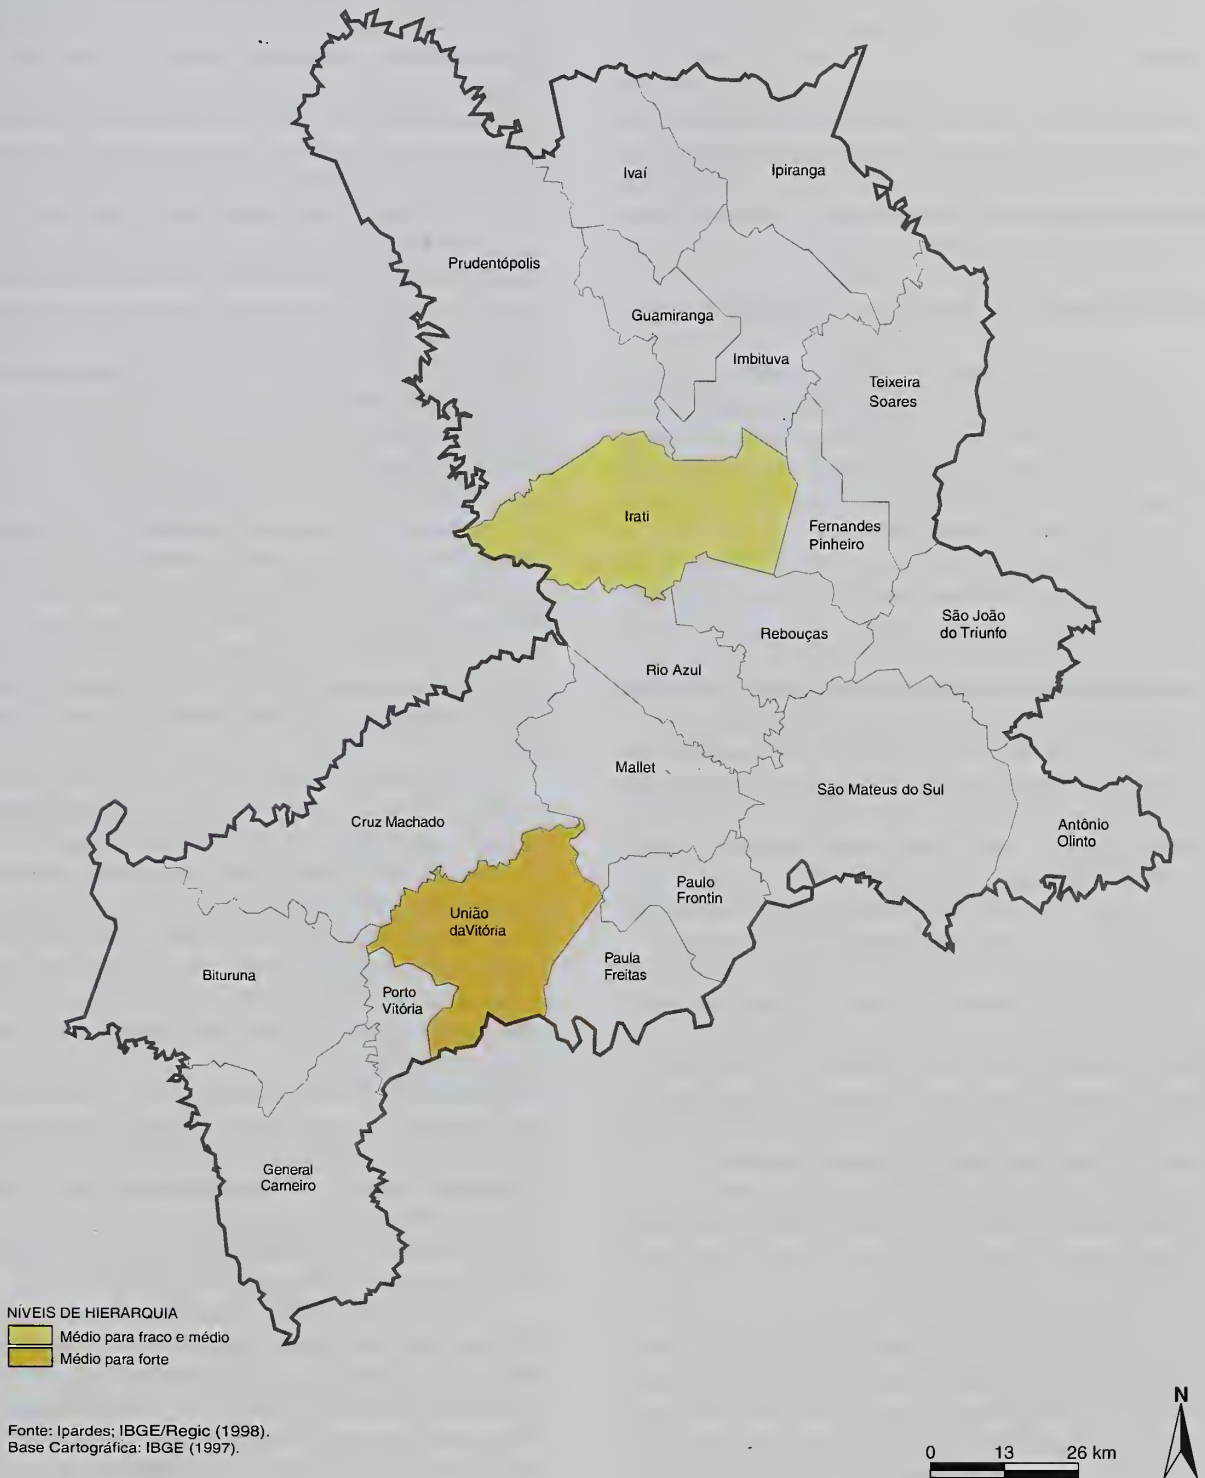 Ivaí
Ipiranga
Prudentópolis
Guamiranga
Imbituva
Teixeira
Soares
Irati
Fernandes
Pinheiro
São João
do Triunfo
Rebouças
Rio Azul
Mallet
São Mateus do Sul
Cruz Machado
Antônio
Olinto
Paulo
Frontin
União
daVitória
Paula
Freitas
Bituruna
Porto
Vitória
General
Carneiro
NÍVEIS DE HIERARQUIA
Médio para fraco e médio
Médio para forte
Fonte: Ipardes; IBGE/Regic (1998).
Base Cartográfica: IBGE (1997).
N
0 13 26 km